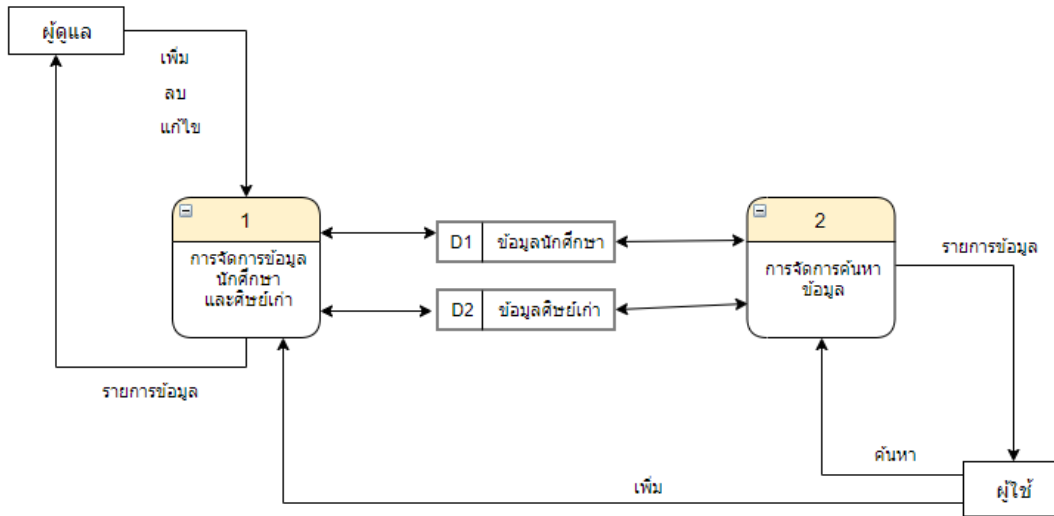 ผู้ดูแล
เพิ่ม
ลบ
แก้ไข
1
การจัดการข้อมูล
นักศึกษา
และศิษย์เก่า
D1 ข้อมูลนักศึกษา
D2 ข้อมูลศิษย์เก่า
2
การจัดการค้นหา
ข้อมูล
รายการข้อมูล
รายการข้อมูล
ค้นหา
เพิ่ม
ผู้ใช้